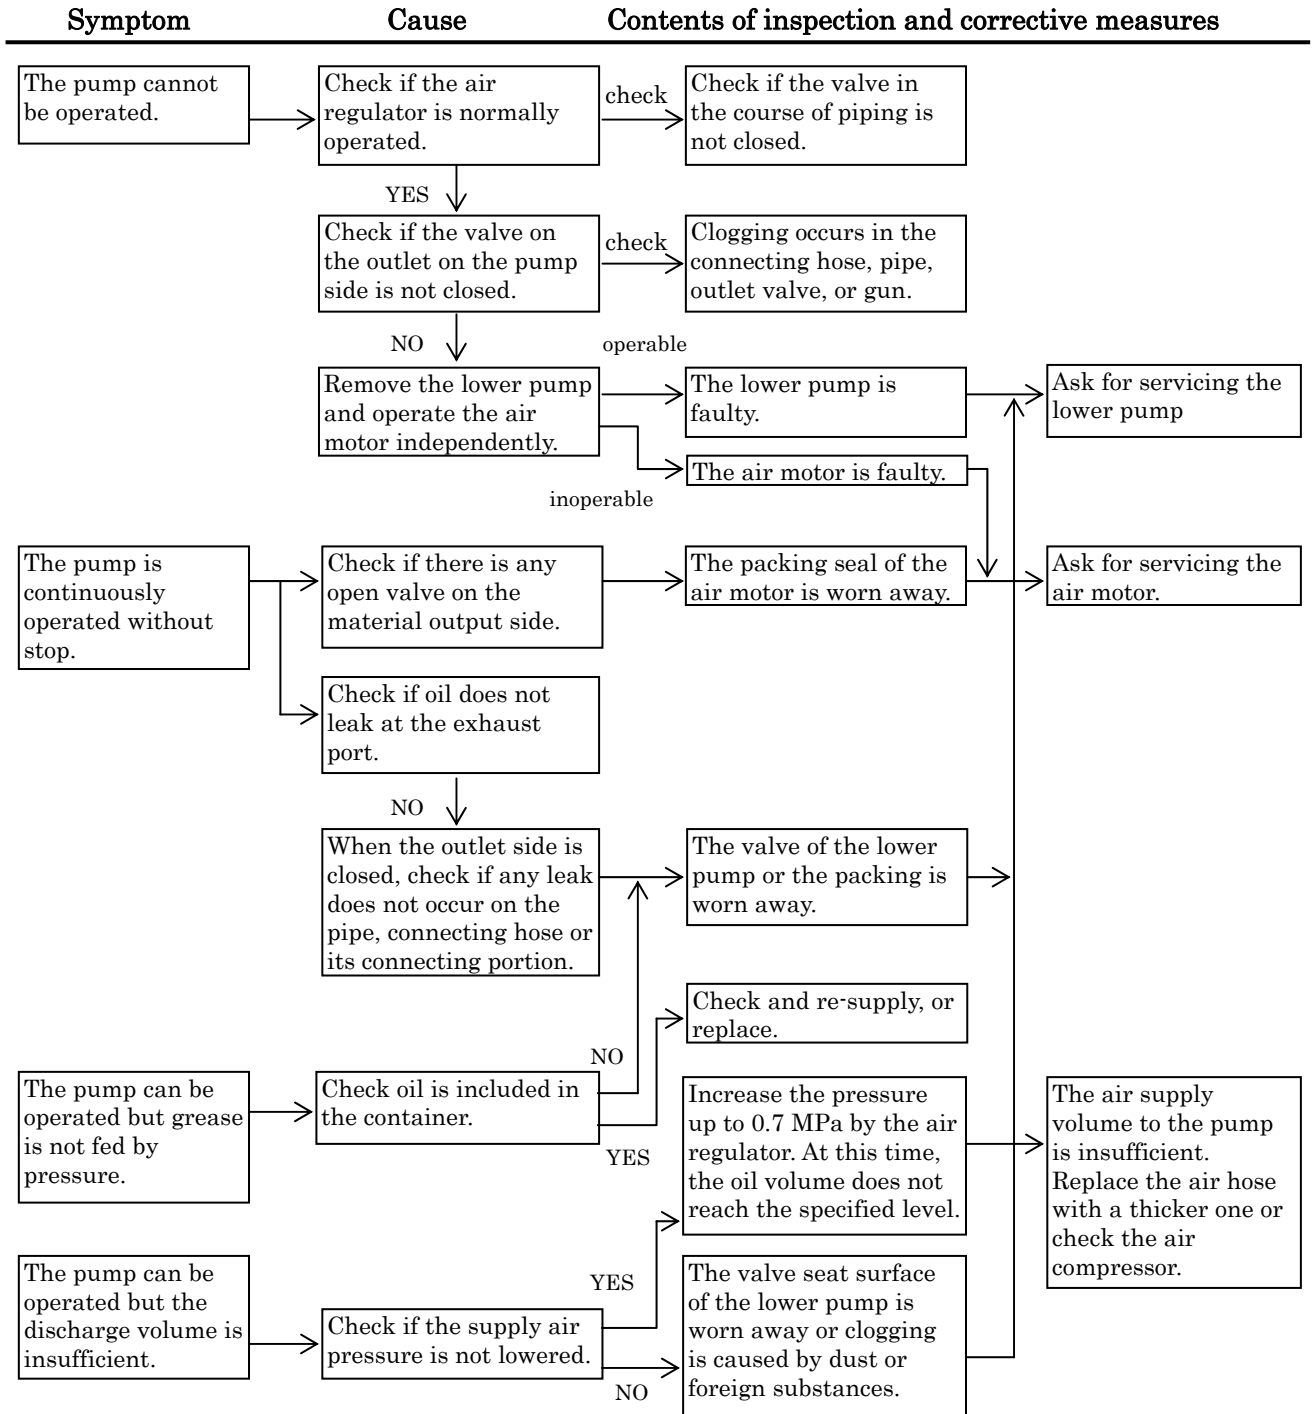 Symptom
Cause
Contents of inspection and corrective measures
The pump cannot
be operated.
Check if the air
regulator is normally
operated.
check
Check if the valve in
the course of piping is
not closed.
YES
Check if the valve on
the outlet on the pump
side is not closed.
check
Clogging occurs in the
connecting hose, pipe,
outlet valve, or gun.
NO
operable
Remove the lower pump
and operate the air
motor independently.
The lower pump is
faulty.
Ask for servicing the
lower pump
The air motor is faulty.
inoperable
The pump is
continuously
operated without
stop.
Check if there is any
open valve on the
material output side.
The packing seal of the
air motor is worn away.
Ask for servicing the
air motor.
Check if oil does not
leak at the exhaust
port.
NO
When the outlet side is
closed, check if any leak
does not occur on the
pipe, connecting hose or
its connecting portion.
The valve of the lower
pump or the packing is
worn away.
Check and re-supply, or
replace.
NO
The pump can be
operated but grease
is not fed by
pressure.
Check oil is included in
the container.
YES
Increase the pressure
up to 0.7 MPa by the air
regulator. At this time,
the oil volume does not
reach the specified level.
The air supply
volume to the pump
is insufficient.
Replace the air hose
with a thicker one or
check the air
compressor.
The pump can be
operated but the
discharge volume is
insufficient.
YES
Check if the supply air
pressure is not lowered.
NO
The valve seat surface
of the lower pump is
worn away or clogging
is caused by dust or
foreign substances.